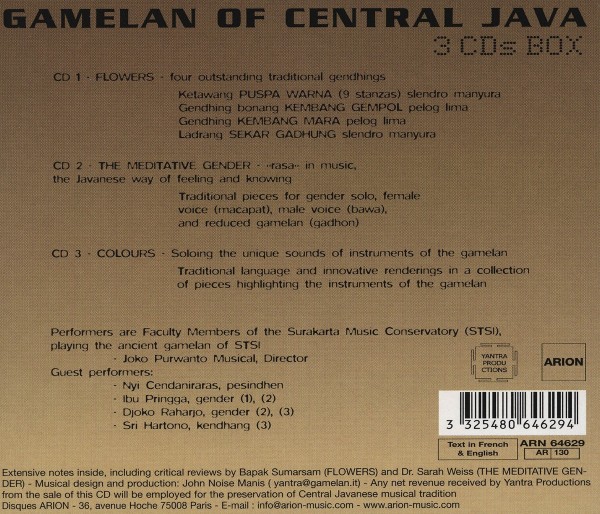 GAMELAN OF CENTRAL JAVA
3 CDs BOX
CD 1 - FLOWERS - four outstanding traditional gendhings
Ketawang PUSPA WARNA (9 stanzas) slendro manyura
Gendhing bonang KEMBANG GEMPOL pelog lima
Gendhing KEMBANG MARA pelog lima
Ladrang SEKAR GADHUNG slendro manyura
CD 2 - THE MEDITATIVE GENDER - «rasa» in music,
the Javanese way of feeling and knowing
Traditional pieces for gender solo, female
voice (macapat), male voice (bawa),
and reduced gamelan (gadhon)
CD 3 - COLOURS - Soloing the unique sounds of instruments of the gamelan
Traditional language and innovative renderings in a collection
of pieces highlighting the instruments of the gamelan
Performers are Faculty Members of the Surakarta Music Conservatory (STSI),
playing the ancient gamelan of STSI
- Joko Purwanto Musical, Director
Guest performers:
- Nyi Cendaniraras, pesindhen
- Ibu Pringga, gender (1), (2)
- Djoko Raharjo, gender (2), (3)
- Sri Hartono, kendhang (3)
YANTRA
PRODU
CTIONS
ARION
3 325480 646294
Text in French
& English
ARN 64629
AR 130
Extensive notes inside, including critical reviews by Bapak Sumarsam (FLOWERS) and Dr. Sarah Weiss (THE MEDITATIVE GEN-
DER) - Musical design and production: John Noise Manis ( yantra@gamelan.it) - Any net revenue received by Yantra Productions
from the sale of this CD will be employed for the preservation of Central Javanese musical tradition
Disques ARION - 36, avenue Hoche 75008 Paris - E-mail : info@arion-music.com - www.arion-music.com